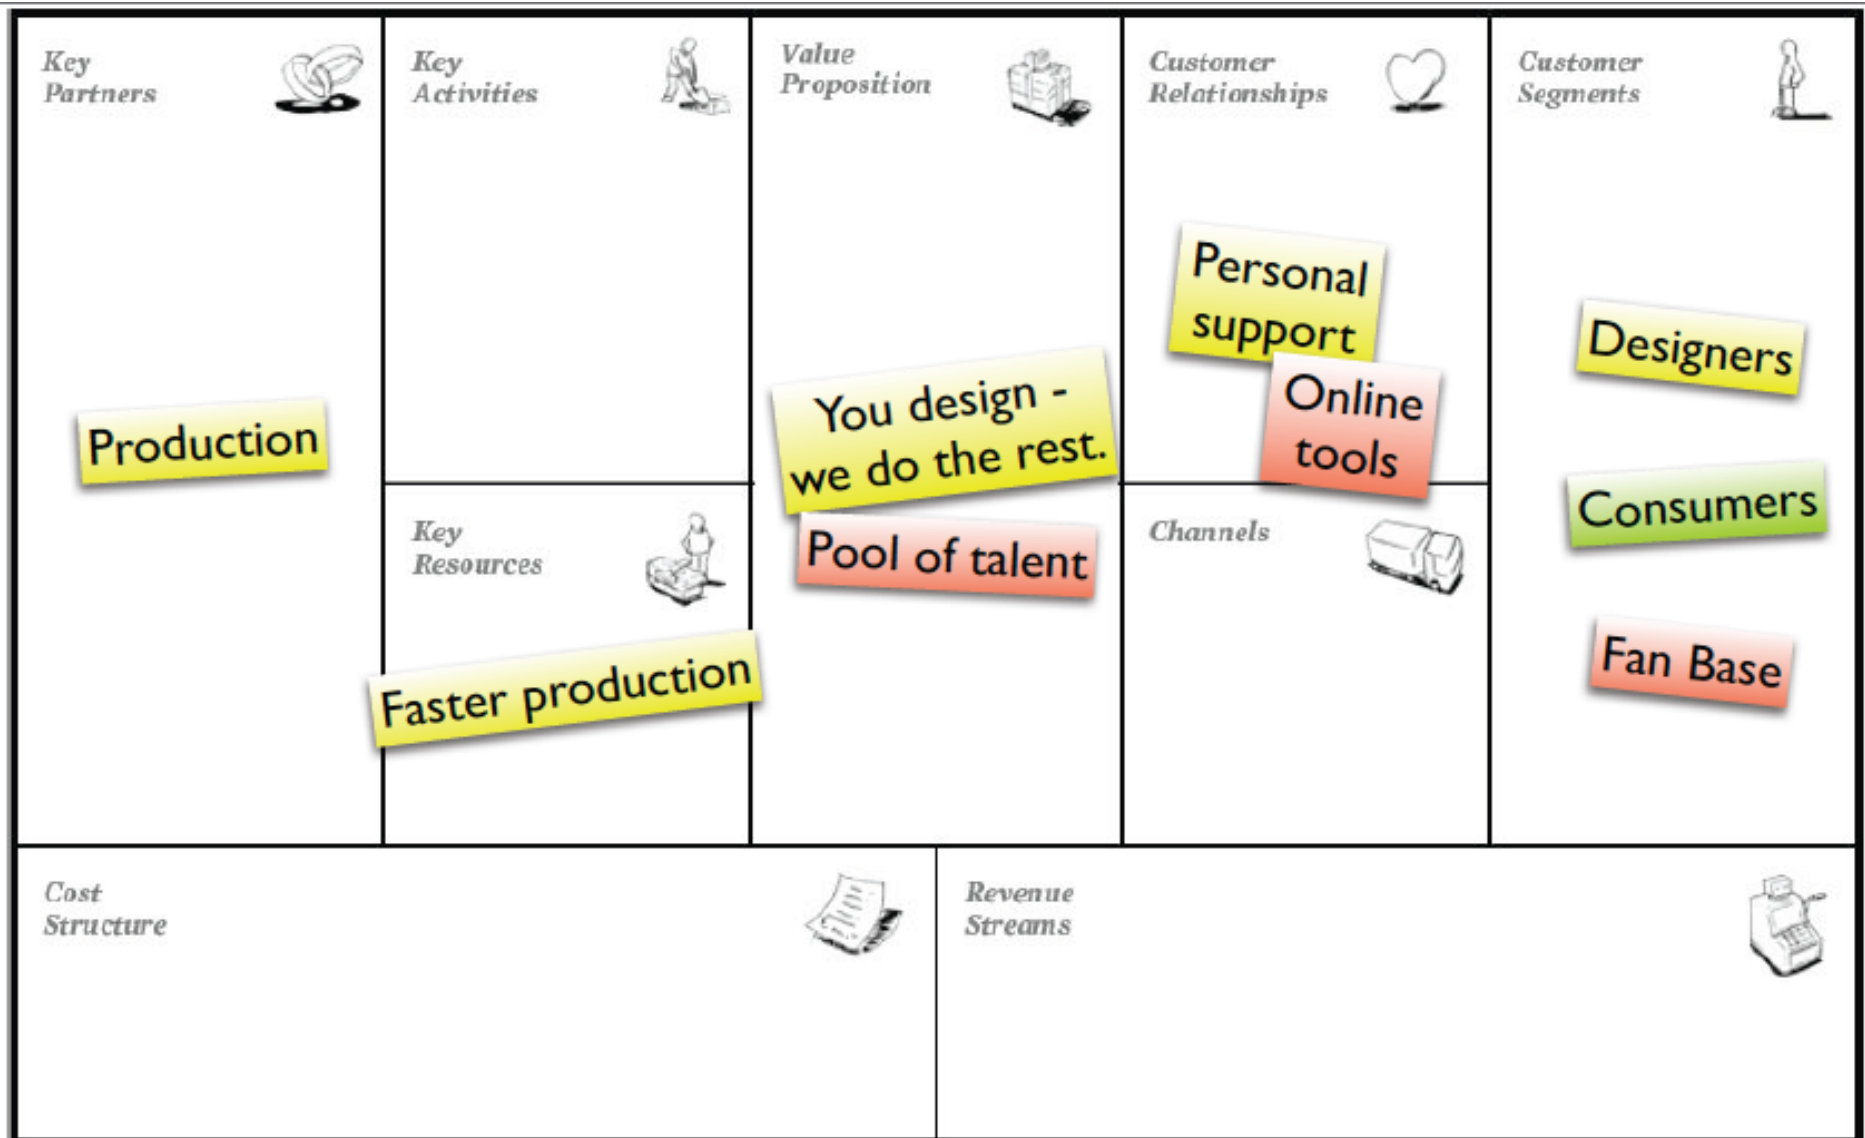 Key
Partners
Production
Key
Activities
Key
Resources
Faster production
Value
Proposition
You design -
we do the rest.
Pool of talent
Customer
Relationships
Personal
support
Online
tools
Channels
Customer
Segments
Designers
Consumers
Fan Base
Cost
Structure
Revenue
Streams